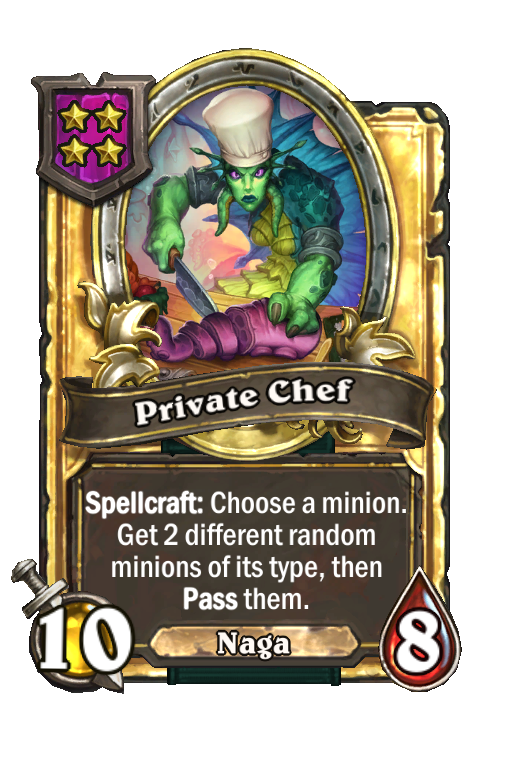 Private Chef
Spellcraft: Choose a minion.
Get 2 different random
minions of its type, then
Pass them.
10
Naga
8